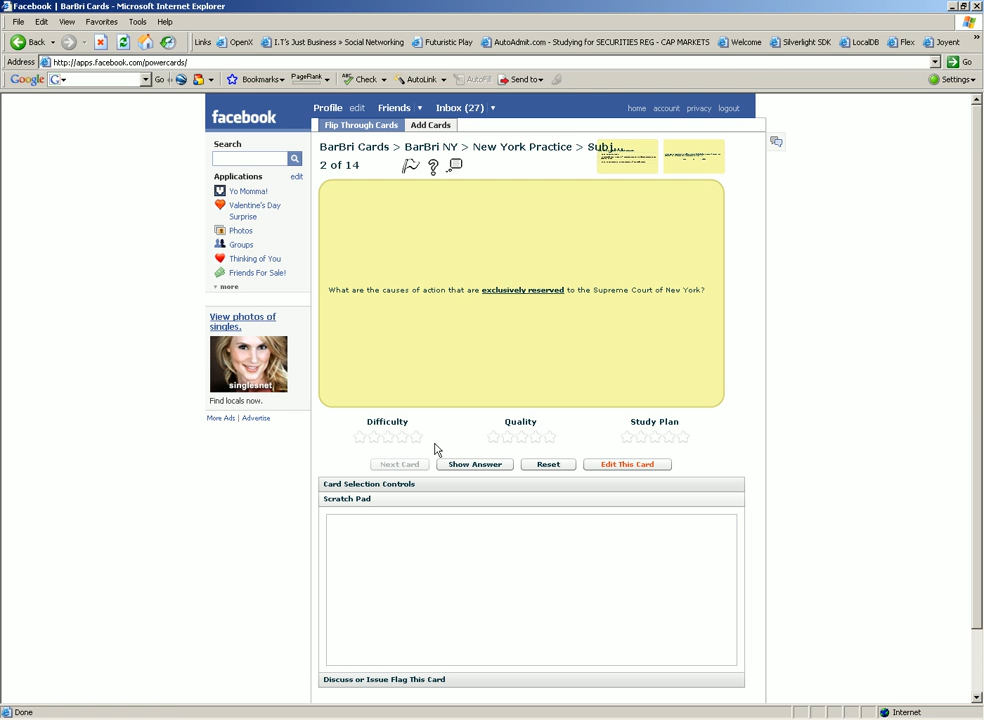 Facebook | BarBri Cards - Microsoft Internet Explorer
File Edit View Favorites Tools Help
Back Links OpenX I.T's Just Business » Social Networking Futuristic Play AutoAdmit.com - Studying for SECURITIES REG - CAP MARKETS Welcome Silverlight SDK LocalDB Flex Joyent
Address http://apps.facebook.com/powercards/ Go
Google G Go Bookmarks PageRank Check AutoLink AutoFill Send to Settings
facebook Profile edit Friends Inbox (27) home account privacy logout
Flip Through Cards Add Cards
Search
BarBri Cards > BarBri NY > New York Practice > Subj...
2 of 14
Applications edit
Yo Momma!
Valentine's Day
Surprise
Photos
Groups
Thinking of You
Friends For Sale!
more
View photos of
singles.
singlesnet
Find locals now.
More Ads | Advertise
What are the causes of action that are exclusively reserved to the Supreme Court of New York?
Difficulty Quality Study Plan
Next Card Show Answer Reset Edit This Card
Card Selection Controls
Scratch Pad
Discuss or Issue Flag This Card
Done Internet